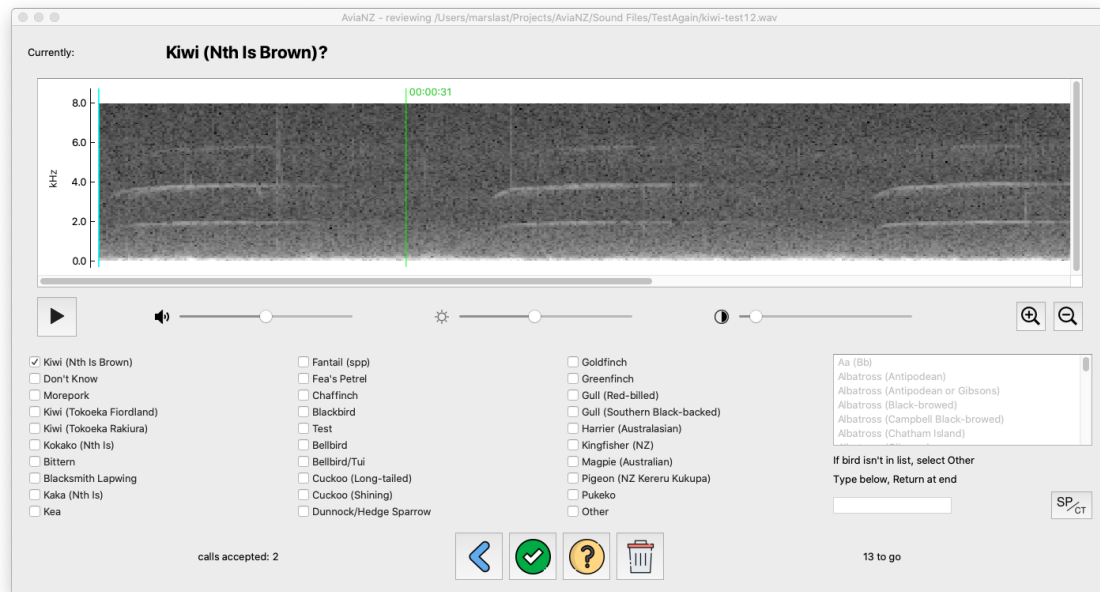 AviaNZ - reviewing /Users/marslast/Projects/AviaNZ/Sound Files/TestAgain/kiwi-test12.wav
Currently:
Kiwi (Nth Is Brown)?
00:00:31
8.0
6.0
4.0
2.0
0.0
kHz
Kiwi (Nth Is Brown)
Don't Know
Morepork
Kiwi (Tokoeka Fiordland)
Kiwi (Tokoeka Rakiura)
Kokako (Nth Is)
Bittern
Blacksmith Lapwing
Kaka (Nth Is)
Kea
Fantail (spp)
Fea's Petrel
Chaffinch
Blackbird
Test
Bellbird
Bellbird/Tui
Cuckoo (Long-tailed)
Cuckoo (Shining)
Dunnock/Hedge Sparrow
Goldfinch
Greenfinch
Gull (Red-billed)
Gull (Southern Black-backed)
Harrier (Australasian)
Kingfisher (NZ)
Magpie (Australian)
Pigeon (NZ Kereru Kukupa)
Pukeko
Other
Aa (Bb)
Albatross (Antipodean)
Albatross (Antipodean or Gibsons)
Albatross (Black-browed)
Albatross (Campbell Black-browed)
Albatross (Chatham Island)
If bird isn't in list, select Other
Type below, Return at end
SP/CT
calls accepted: 2
?
13 to go